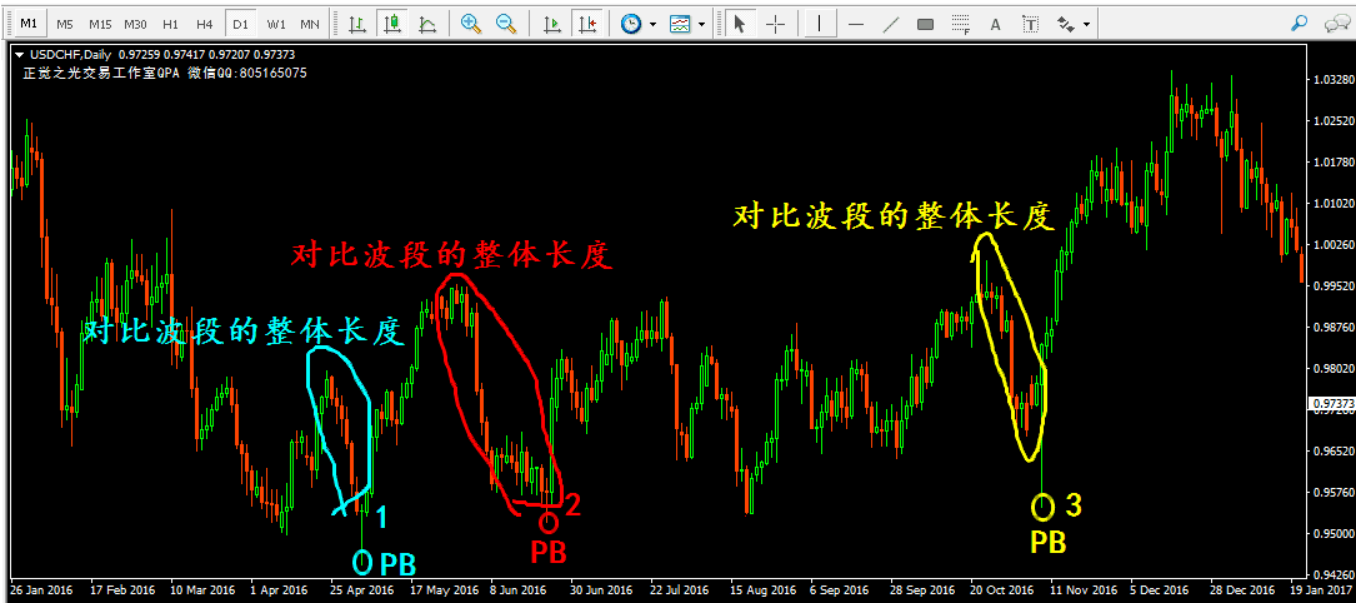 M1 M5 M15 M30 H1 H4 D1 W1 MN A T
USDCHF,Daily 0.97259 0.97417 0.97207 0.97373
正觉之光交易工作室QPA 微信QQ:805165075
对比波段的整体长度
对比波段的整体长度
对比波段的整体长度
1
PB
2
PB
3
PB
1.03280
1.02520
1.01780
1.01020
1.00260
0.99520
0.98760
0.98020
0.97373
0.96520
0.95760
0.95000
0.94260
26 Jan 2016 17 Feb 2016 10 Mar 2016 1 Apr 2016 25 Apr 2016 17 May 2016 8 Jun 2016 30 Jun 2016 22 Jul 2016 15 Aug 2016 6 Sep 2016 28 Sep 2016 20 Oct 2016 11 Nov 2016 5 Dec 2016 28 Dec 2016 19 Jan 2017